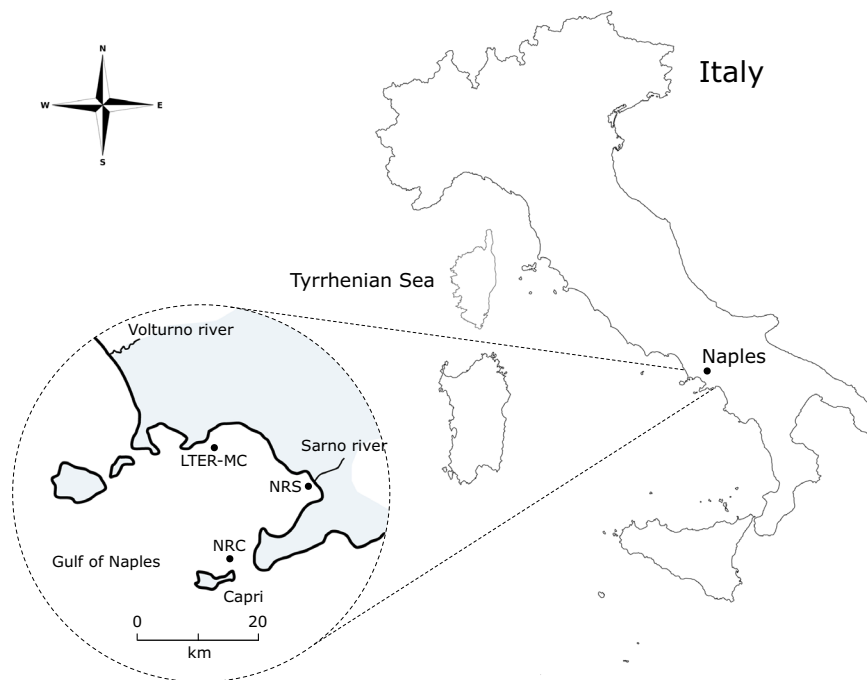 N
W
E
S
Italy
Tyrrhenian Sea
Naples
Volturno river
Sarno river
LTER-MC
NRS
NRC
Gulf of Naples
Capri
0
20
km